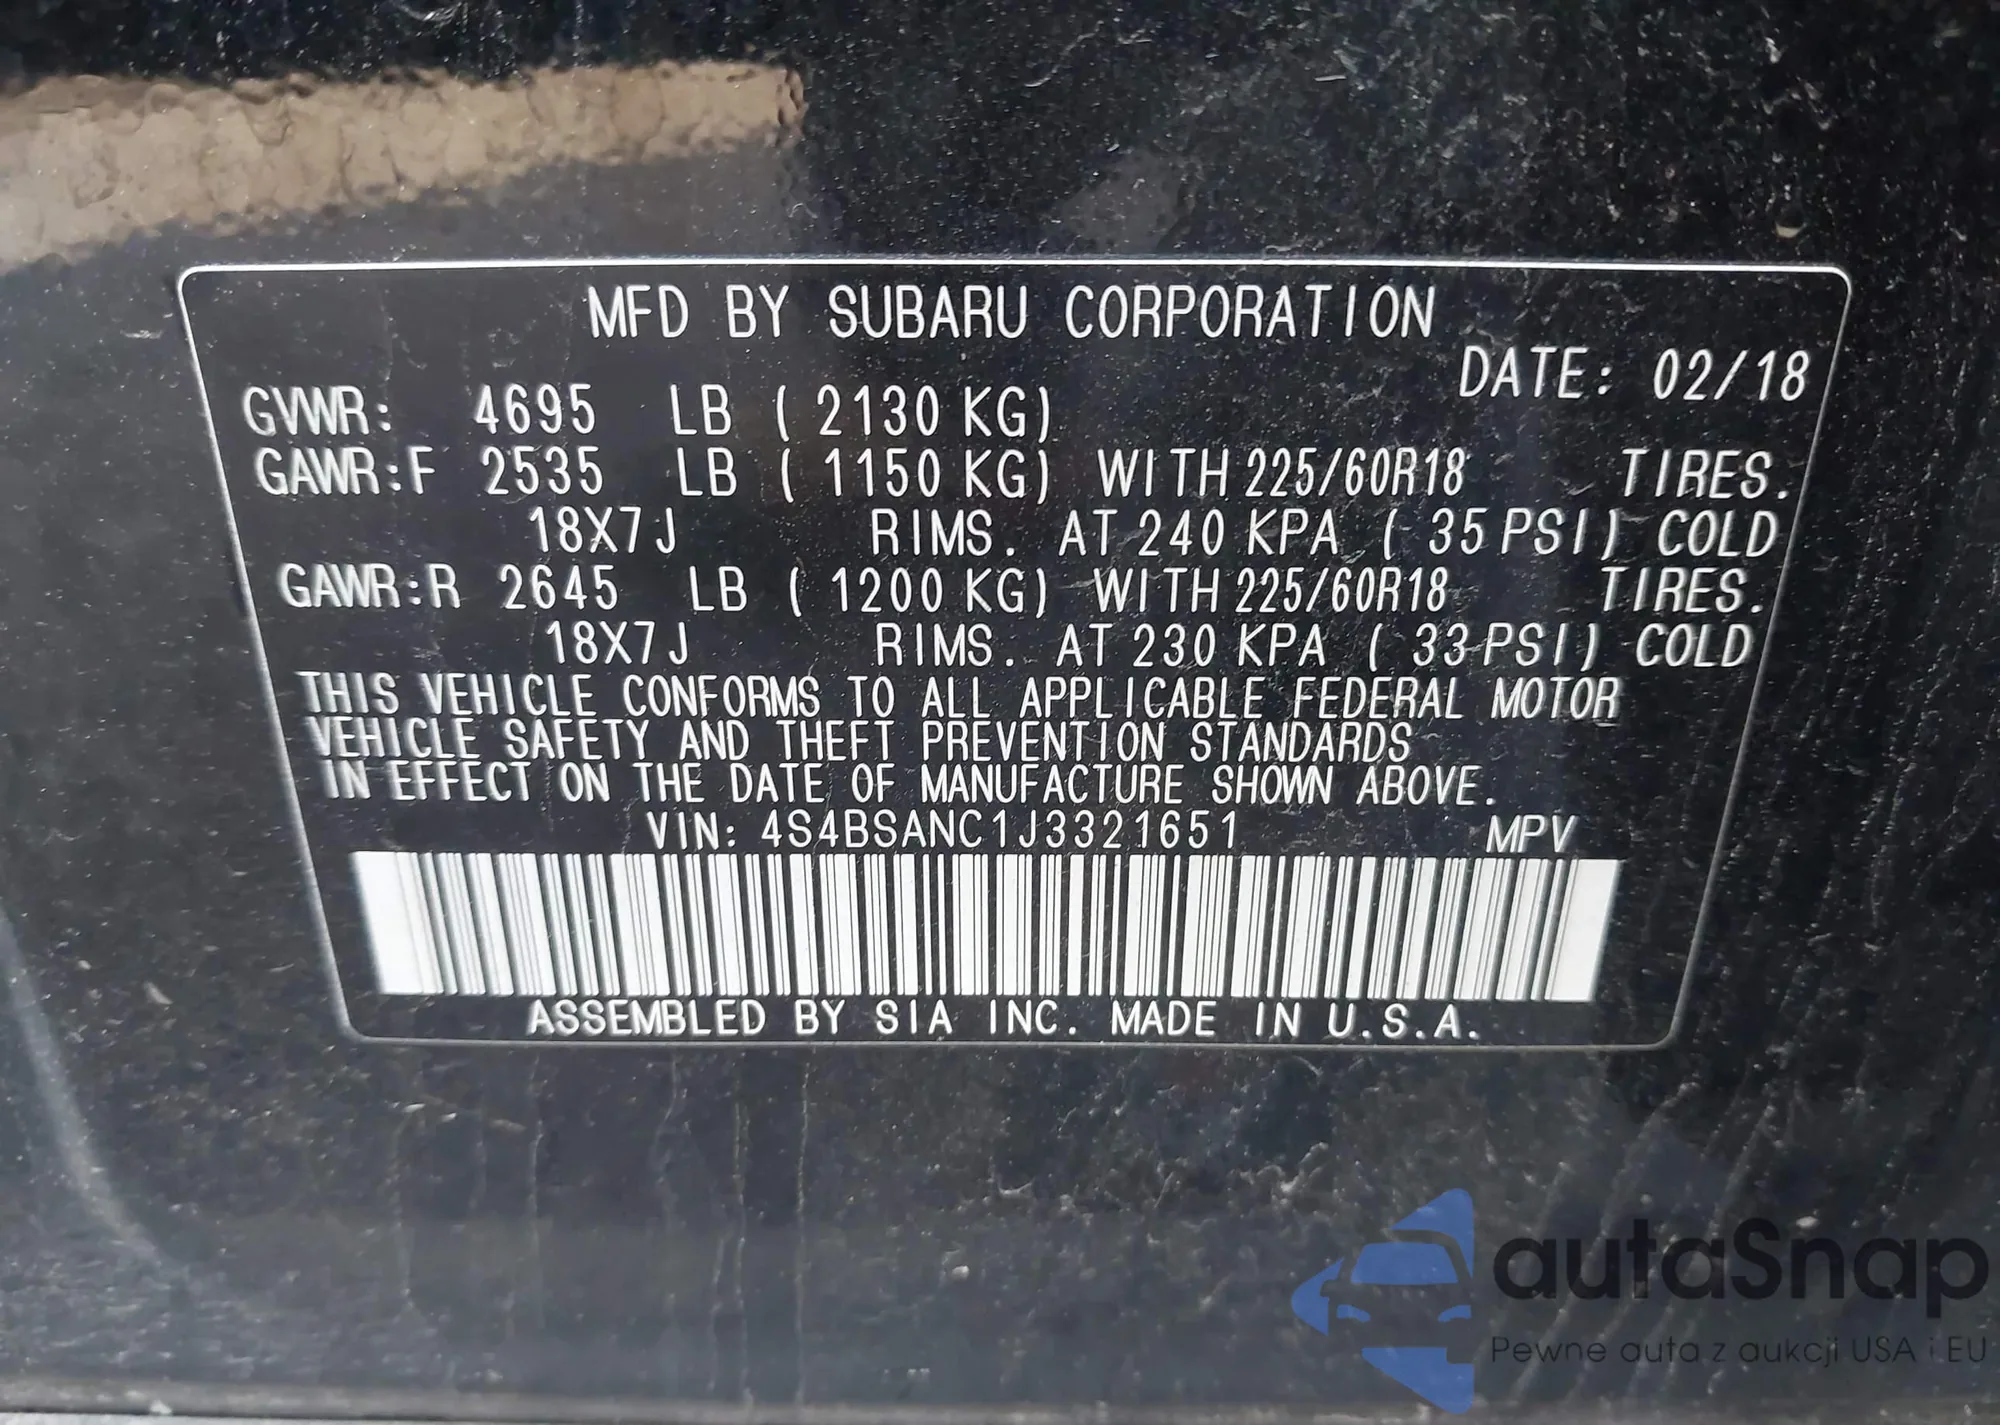 MFD BY SUBARU CORPORATION
DATE: 02/18
GVWR: 4695 LB ( 2130 KG)
GAWR:F 2535 LB ( 1150 KG) WITH 225/60R18 TIRES.
18X7J RIMS. AT 240 KPA ( 35 PSI) COLD
GAWR:R 2645 LB ( 1200 KG) WITH 225/60R18 TIRES.
18X7J RIMS. AT 230 KPA ( 33 PSI) COLD
THIS VEHICLE CONFORMS TO ALL APPLICABLE FEDERAL MOTOR
VEHICLE SAFETY AND THEFT PREVENTION STANDARDS
IN EFFECT ON THE DATE OF MANUFACTURE SHOWN ABOVE.
VIN: 4S4BSANC1J3321651 MPV
ASSEMBLED BY SIA INC. MADE IN U.S.A.
autaSnap
Pewne auta z aukcji USA i EU